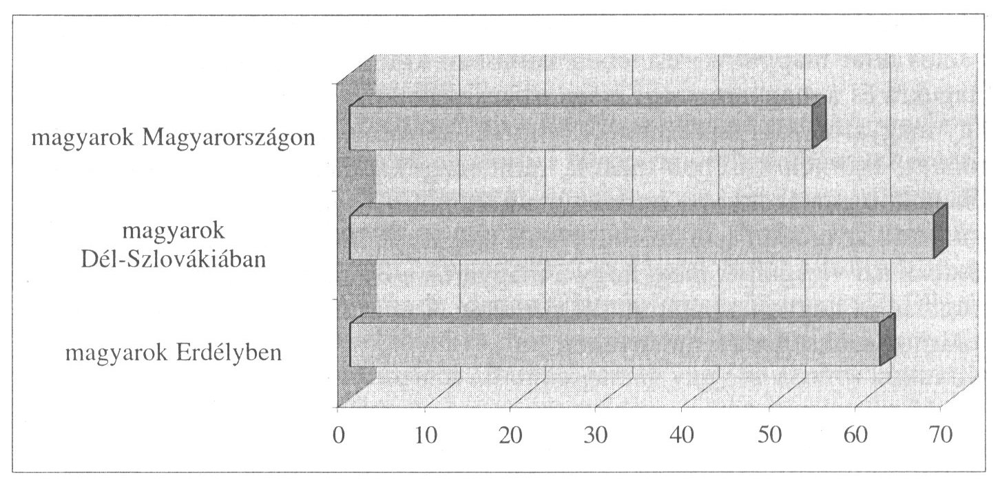 magyarok Magyarországon
magyarok
Dél-Szlovákiában
magyarok Erdélyben
0 10 20 30 40 50 60 70